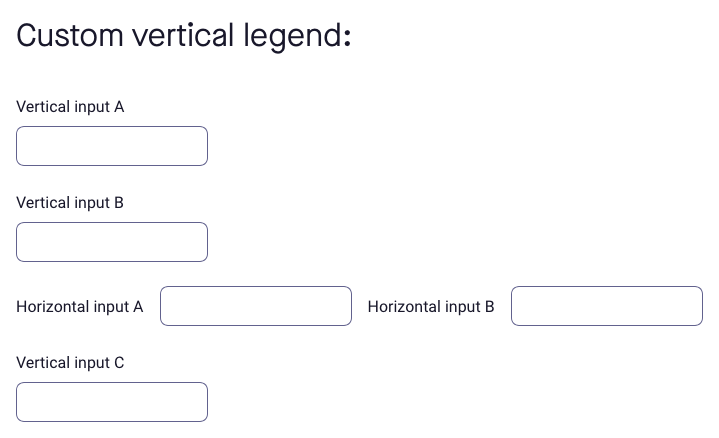 Custom vertical legend:
Vertical input A
Vertical input B
Horizontal input A Horizontal input B
Vertical input C